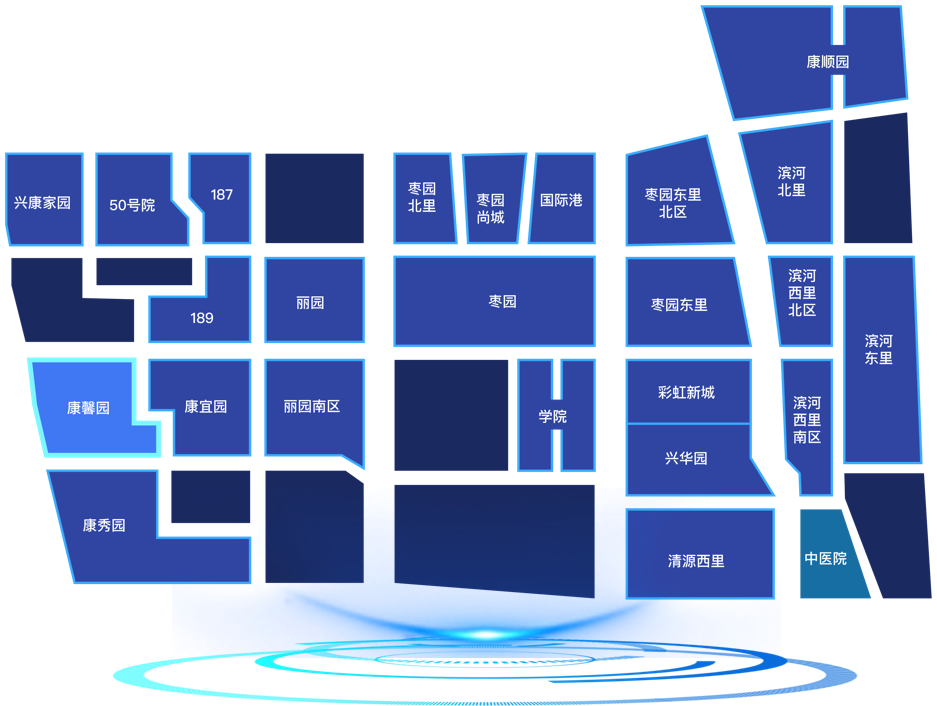 康顺园
兴康家园
50号院
187
枣园
北里
枣园
尚城
国际港
枣园东里
北区
滨河
北里
189
丽园
枣园
枣园东里
滨河
西里
北区
滨河
东里
康馨园
康宜园
丽园南区
学院
彩虹新城
兴华园
滨河
西里
南区
康秀园
清源西里
中医院